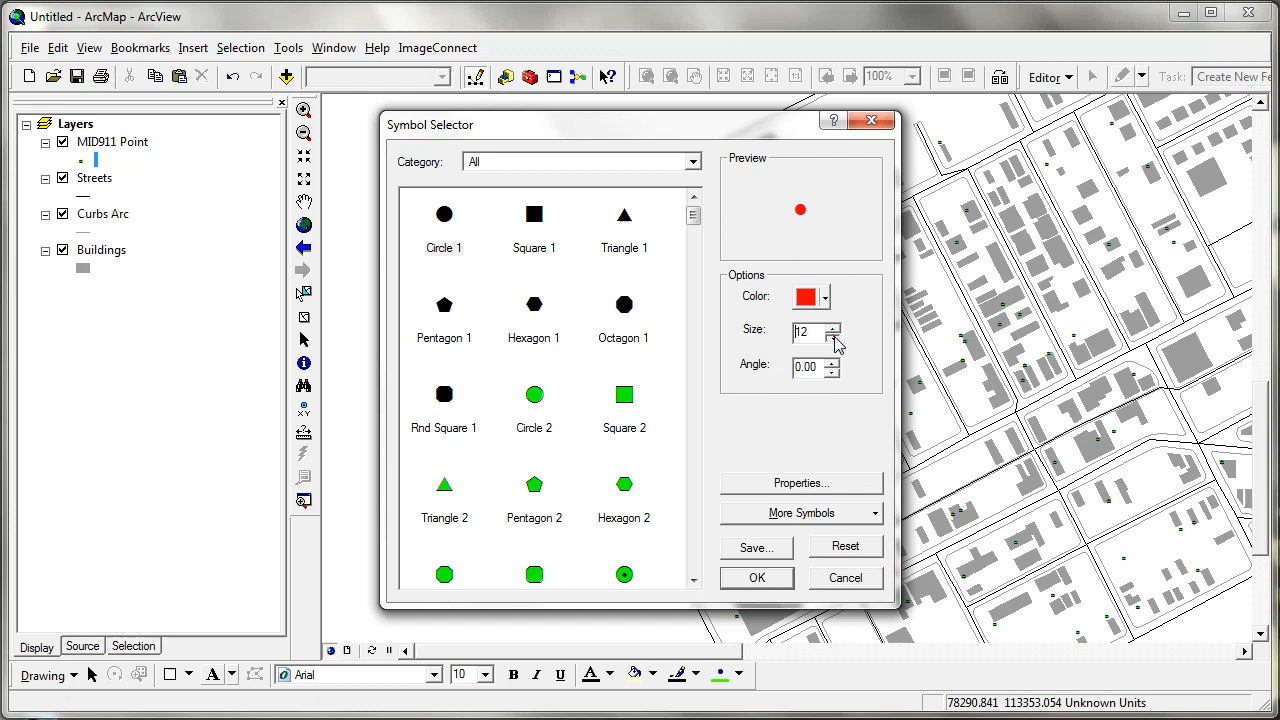 Untitled - ArcMap - ArcView
File Edit View Bookmarks Insert Selection Tools Window Help ImageConnect
100% Editor Task: Create New Fe
Layers
MID911 Point
Streets
Curbs Arc
Buildings
Symbol Selector
Category: All
Circle 1 Square 1 Triangle 1
Pentagon 1 Hexagon 1 Octagon 1
Rnd Square 1 Circle 2 Square 2
Triangle 2 Pentagon 2 Hexagon 2
Preview
Options
Color:
Size: 12
Angle: 0.00
Properties...
More Symbols
Save... Reset
OK Cancel
XY
Display Source Selection
Drawing A Arial 10 B I U A
78290.841 113353.054 Unknown Units